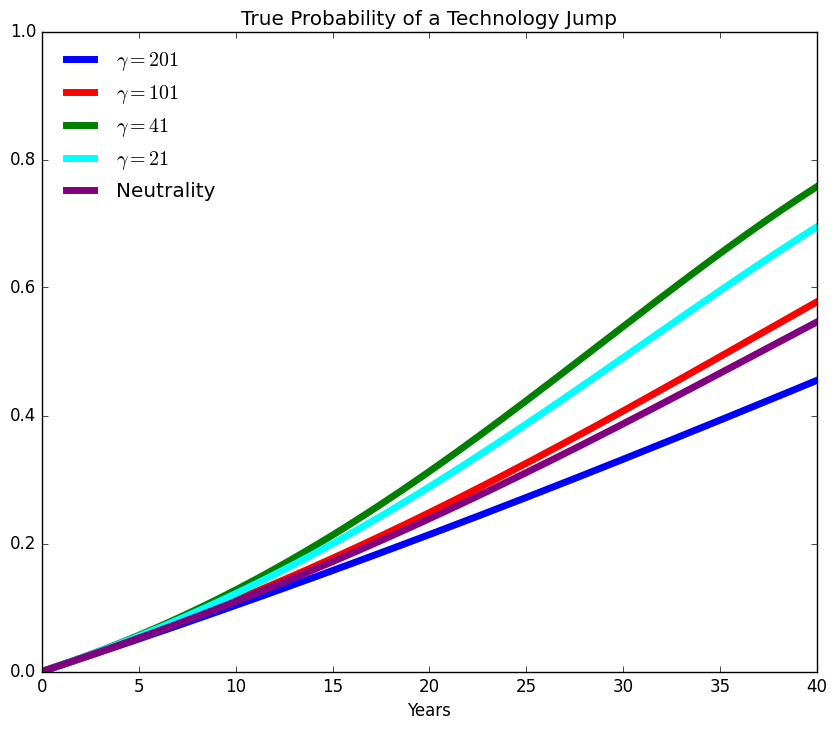 True Probability of a Technology Jump
1.0
0.8
0.6
0.4
0.2
0.0
γ = 201
γ = 101
γ = 41
γ = 21
Neutrality
0 5 10 15 20 25 30 35 40
Years